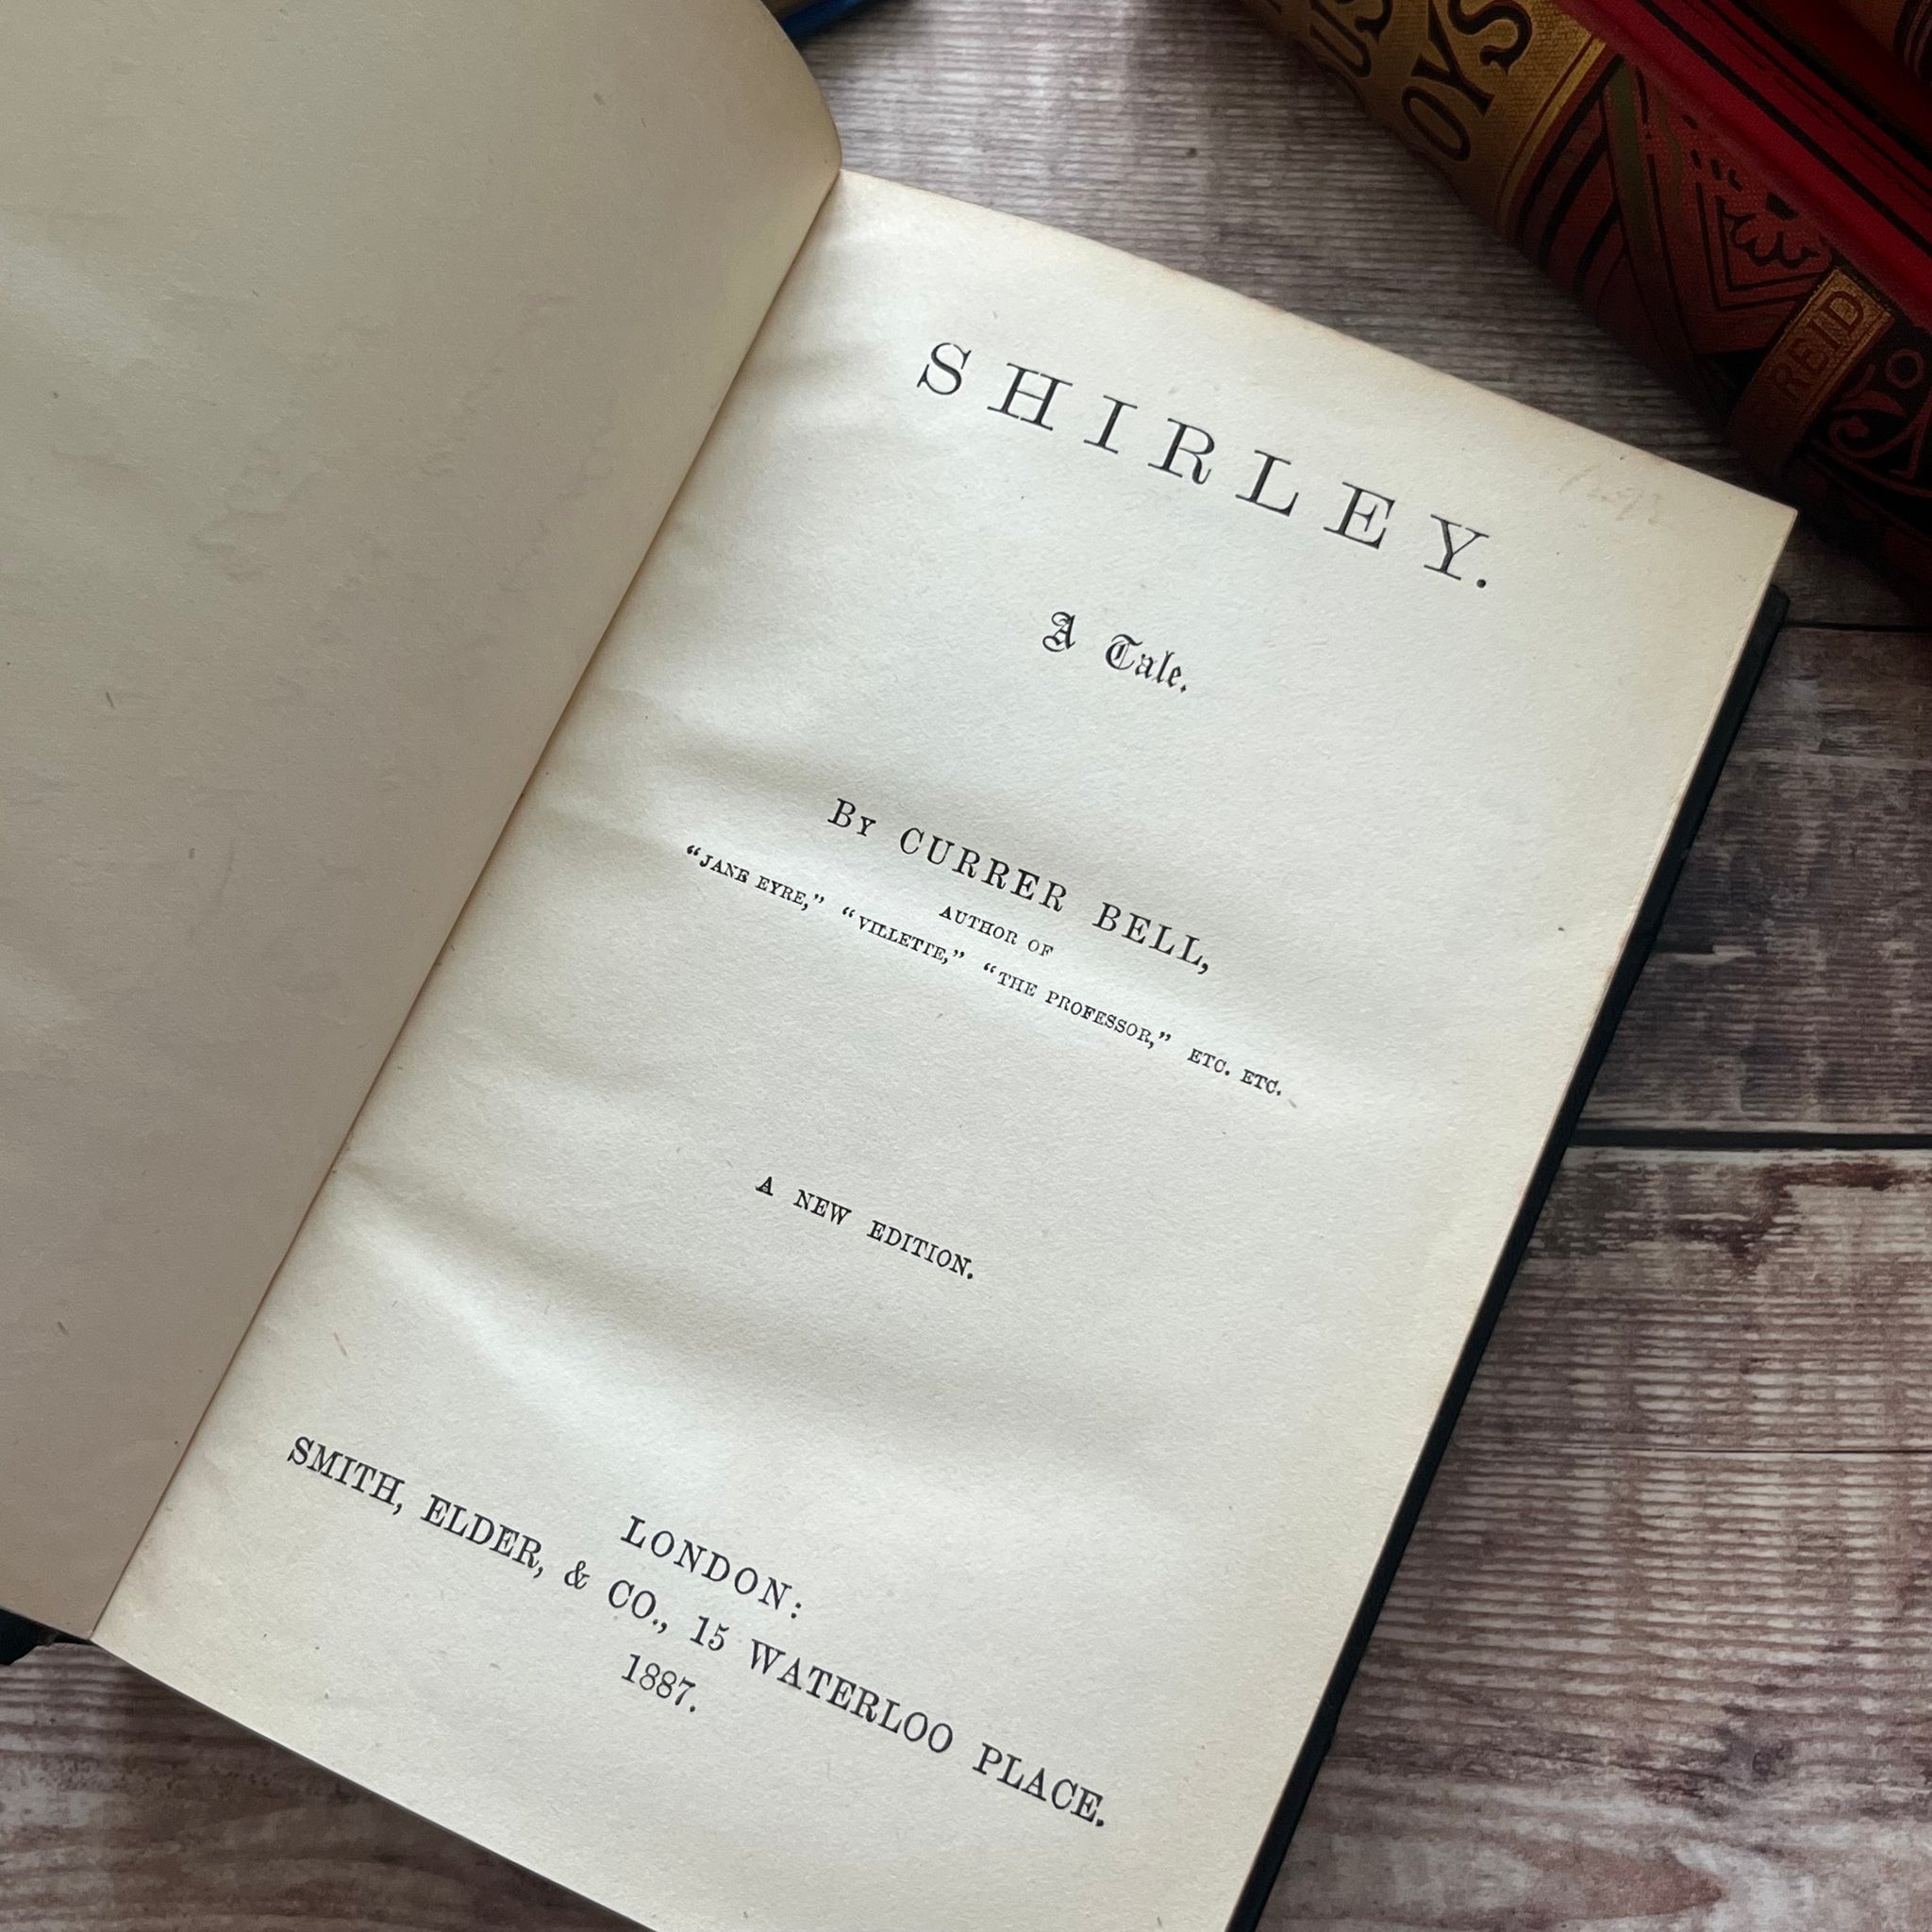 SHIRLEY.
A Tale.
By CURRER BELL,
AUTHOR OF
“JANE EYRE,” “VILLETTE,” “THE PROFESSOR,” ETC. ETC.
A NEW EDITION.
LONDON:
SMITH, ELDER, & CO., 15 WATERLOO PLACE.
1887.
OYS
REID